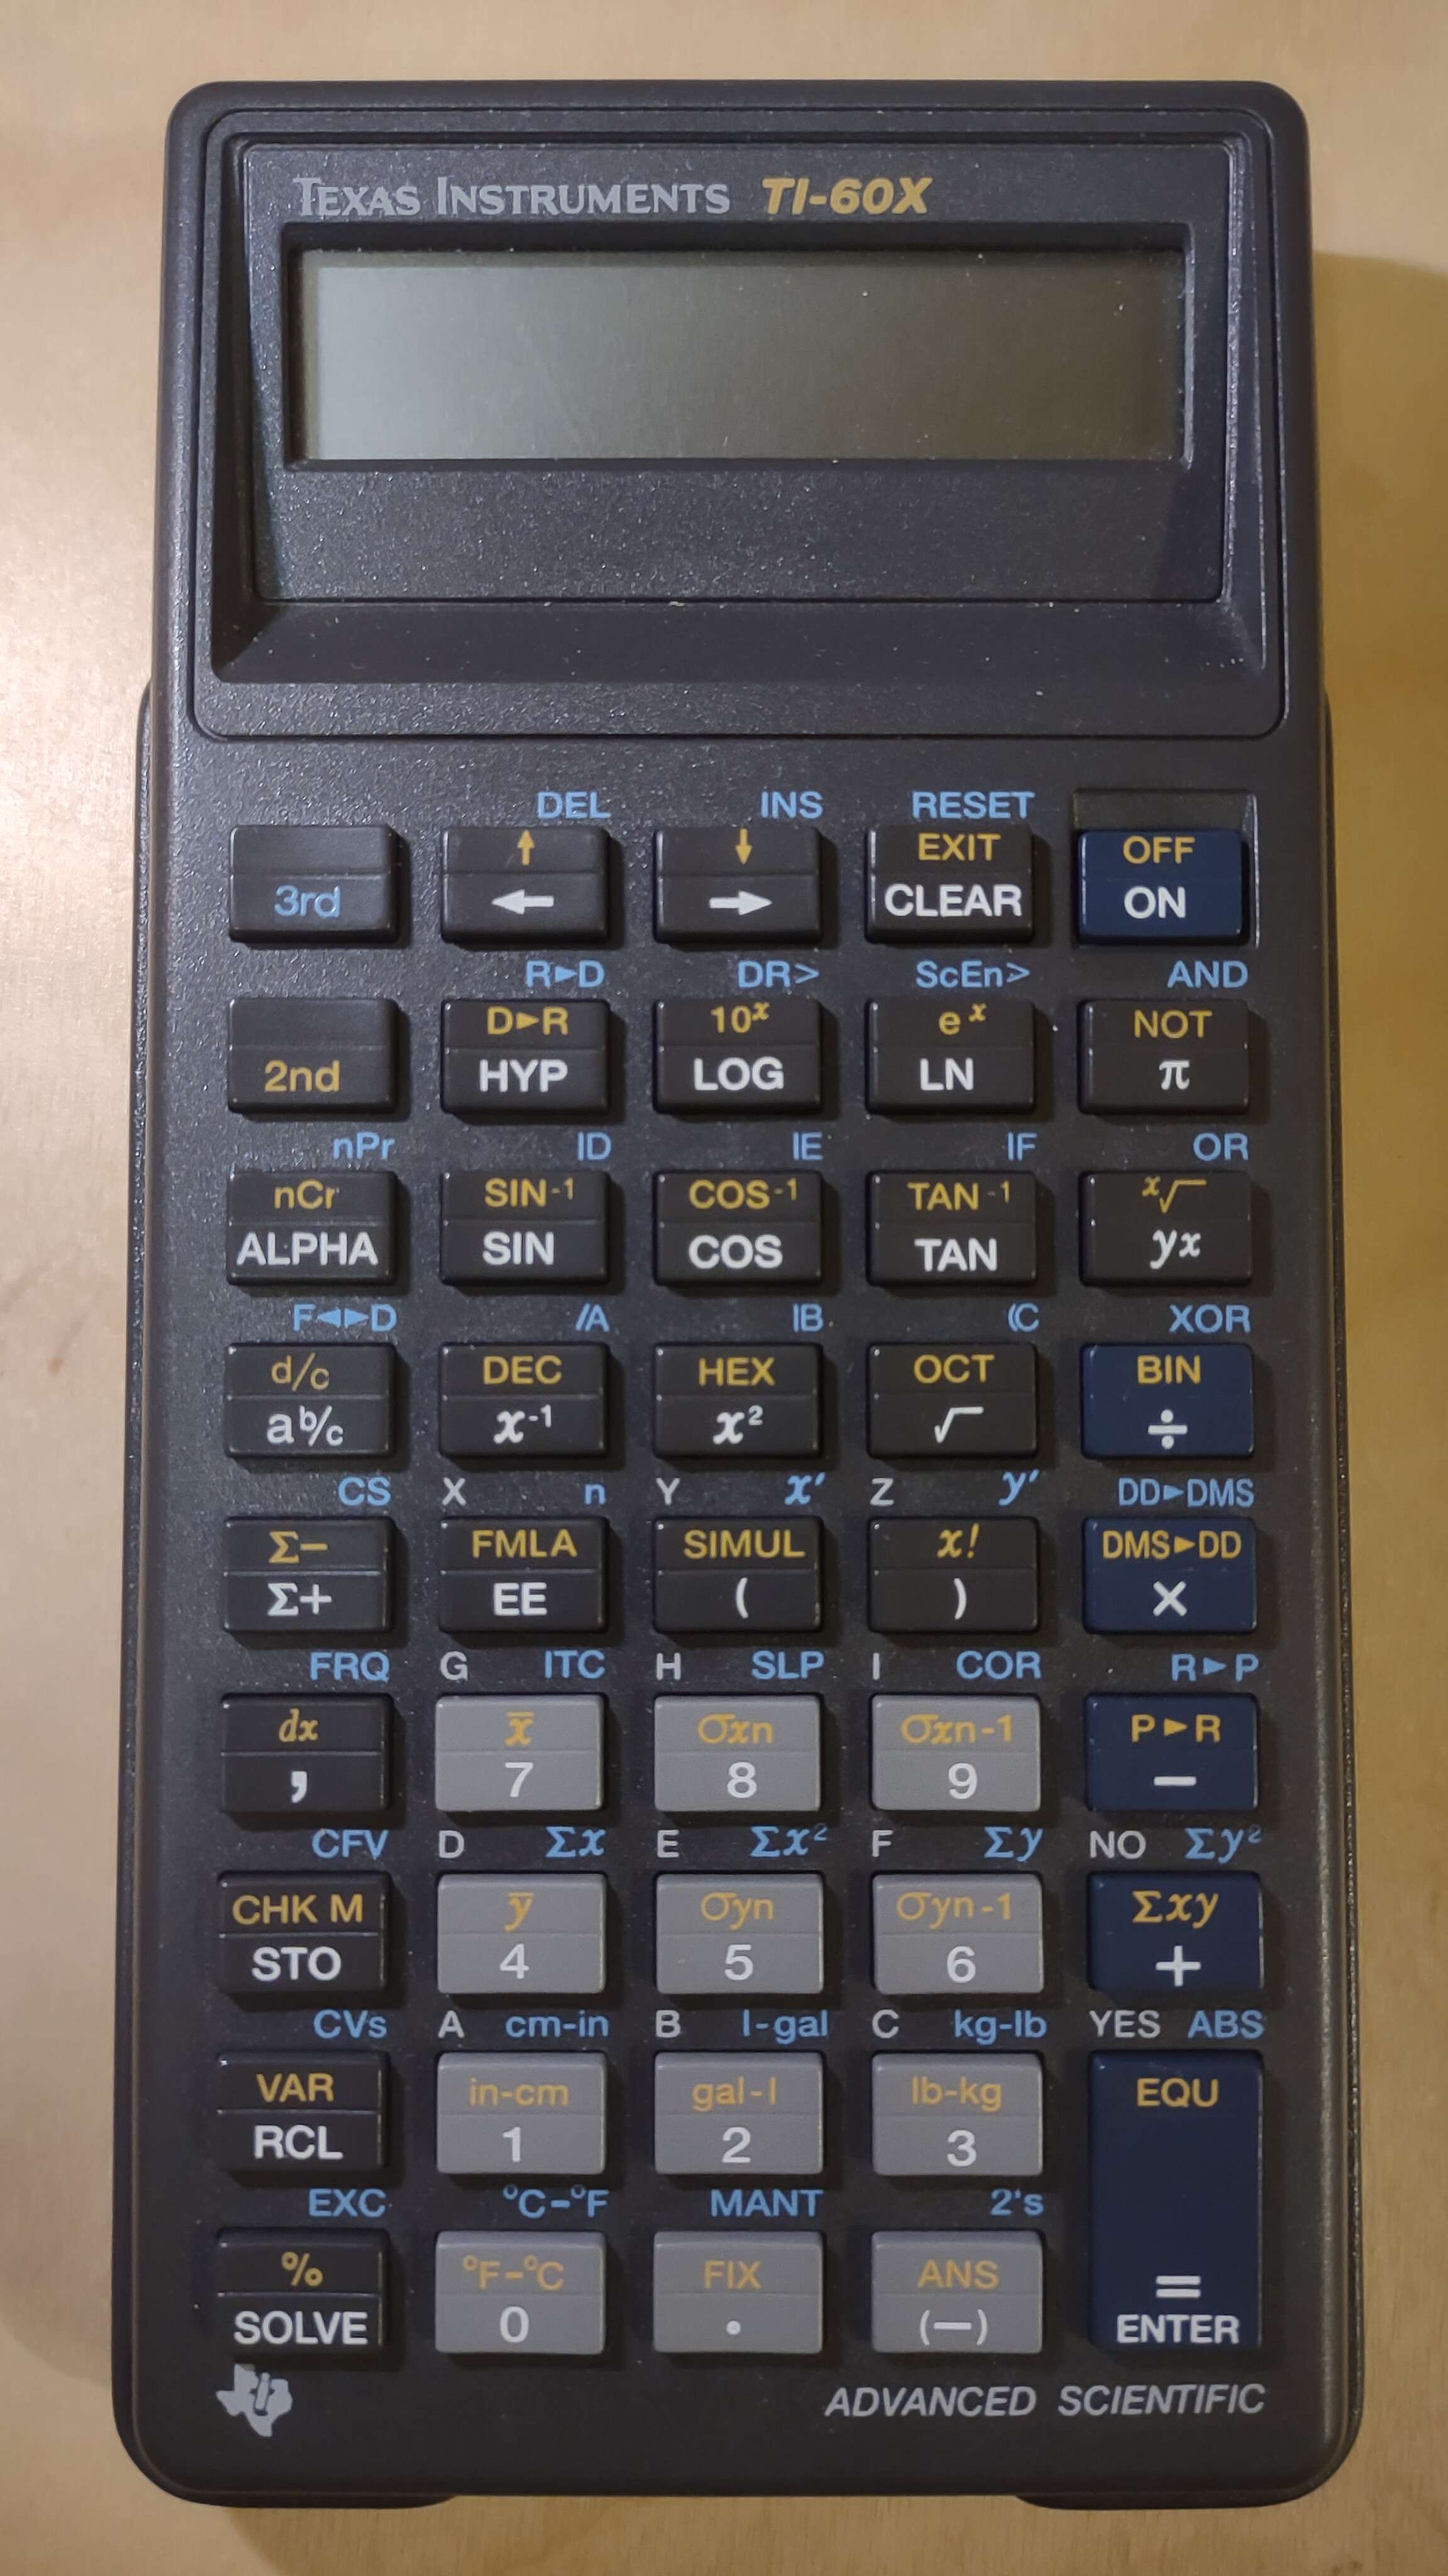 TEXAS INSTRUMENTS TI-60X
DEL INS RESET
↑ ↓ EXIT OFF
3rd ← → CLEAR ON
R▶D DR> ScEn> AND
D▶R 10ˣ eˣ NOT
2nd HYP LOG LN π
nPr ID IE IF OR
nCr SIN-1 COS-1 TAN-1 x√
ALPHA SIN COS TAN yx
F◀▶D /A IB (C XOR
d/c DEC HEX OCT BIN
ab/c x-1 x² √ ÷
CS X n Y x′ Z y′ DD▶DMS
Σ− FMLA SIMUL x! DMS▶DD
Σ+ EE ( ) ×
FRQ G ITC H SLP I COR R▶P
dx x̅ σxn σxn-1 P▶R
, 7 8 9 −
CFV D Σx E Σx² F Σy NO Σy²
CHK M y̅ σyn σyn-1 Σxy
STO 4 5 6 +
CVs A cm-in B l-gal C kg-lb YES ABS
VAR in-cm gal-l lb-kg EQU
RCL 1 2 3
EXC °C-°F MANT 2's
% °F-°C FIX ANS =
SOLVE 0 . (−) ENTER
ADVANCED SCIENTIFIC